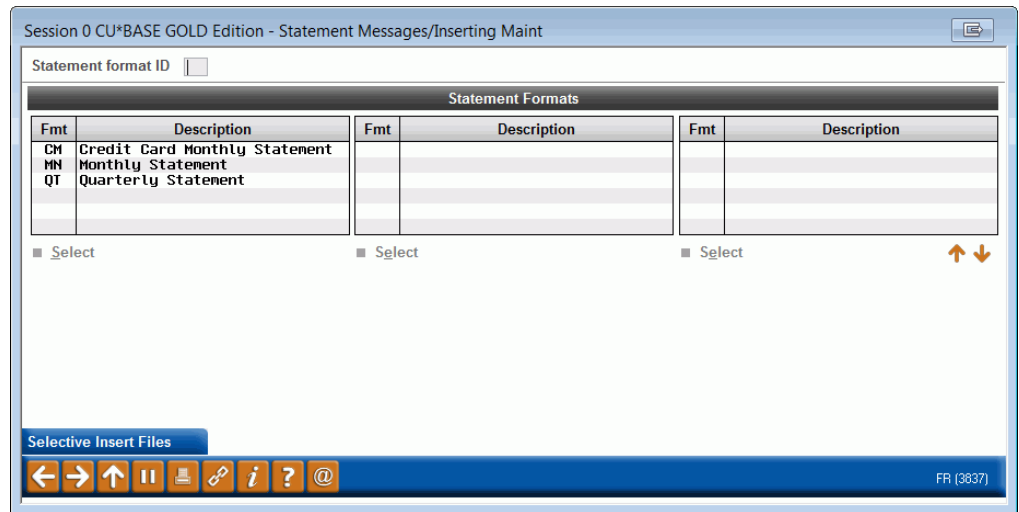 Session 0 CU*BASE GOLD Edition - Statement Messages/Inserting Maint
Statement format ID
Statement Formats
Fmt Description Fmt Description Fmt Description
CM Credit Card Monthly Statement
MN Monthly Statement
QT Quarterly Statement
Select Select Select
Selective Insert Files
i ? @
FR (3837)